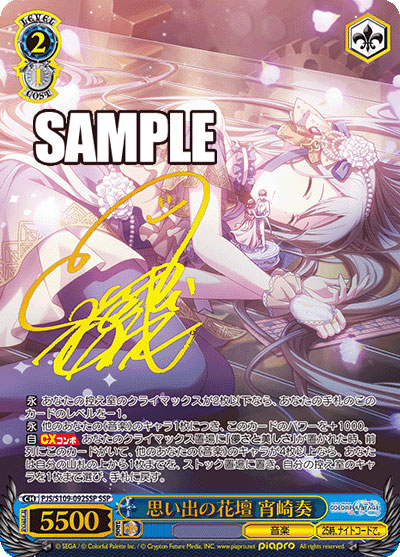 LEVEL
2
1
COST
SAMPLE
永 あなたの控え室のクライマックスが2枚以下なら、あなたの手札のこの
カードのレベルを－1。
永 他のあなたの《音楽》のキャラ1枚につき、このカードのパワーを＋1000。
自 CXコンボ あなたのクライマックス置場に「儚さと美しさ」が置かれた時、前
列にこのカードがいて、他のあなたの《音楽》のキャラが4枚以上なら、あなた
は自分の山札の上から1枚までを、ストック置場に置き、自分の控え室のキャラ
を1枚まで選び、手札に戻す。
CH PJS/S109-092SSP SSP
POWER
5500
思い出の花壇 宵崎奏
COLORFUL STAGE
音楽
25時、ナイトコードで。
© SEGA / © Colorful Palette Inc. / © Crypton Future Media, INC. www.piapro.net piapro All rights reserved.